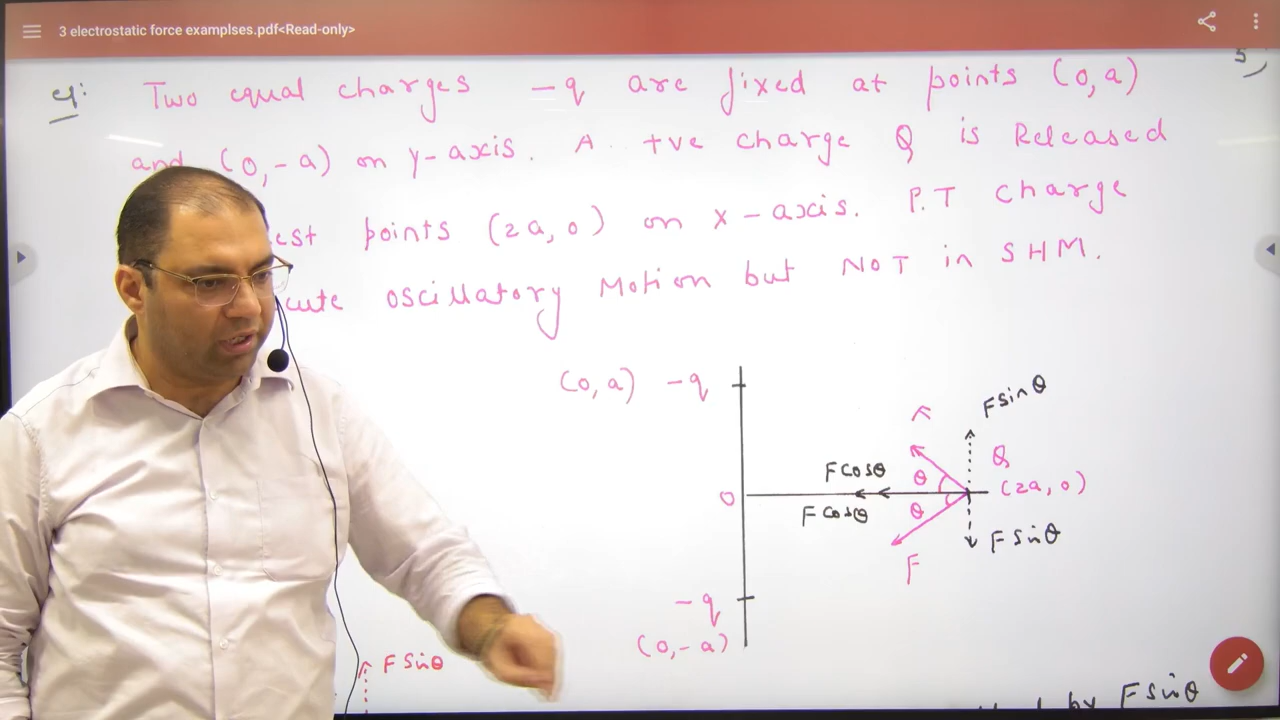 3 electrostatic force examplses.pdf<Read-only>
5
Q: Two equal charges -q are fixed at points (0,a)
and (0,-a) on y-axis. A +ve charge Q is Released
points (2a,0) on x-axis. P.T charge
oscillatory Motion but NOT in SHM.
(0,a) -q
F sinθ
Q
F cosθ θ
0 (2a,0)
F cosθ θ
F sinθ
F
-q
(0,-a)
F sinθ
by F sinθ